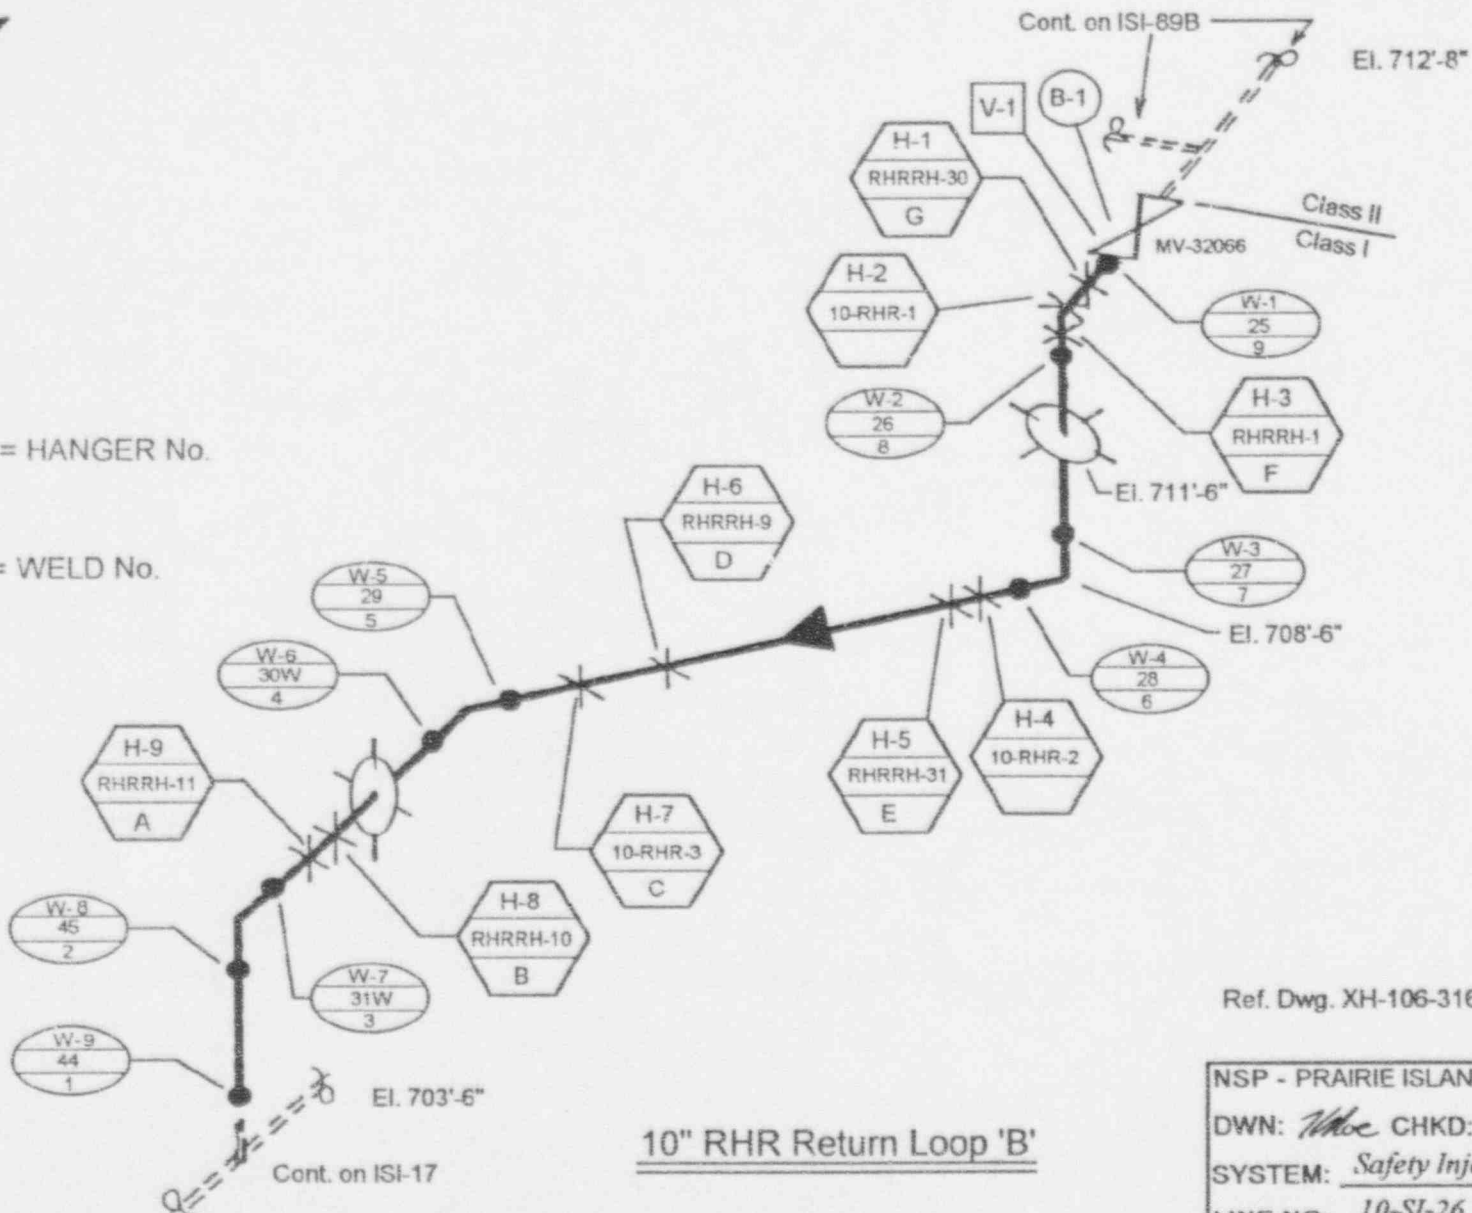 Cont. on ISI-89B
El. 712'-8"
V-1
B-1
H-1
RHRRH-30
G
Class II
Class I
MV-32066
H-2
10-RHR-1
W-1
25
9
W-2
26
8
H-3
RHRRH-1
F
= HANGER No.
El. 711'-6"
H-6
RHRRH-9
D
= WELD No.
W-3
27
7
W-5
29
5
El. 708'-6"
W-6
30W
4
W-4
28
6
H-9
RHRRH-11
A
H-5
RHRRH-31
E
H-4
10-RHR-2
H-7
10-RHR-3
C
H-8
RHRRH-10
B
W-8
45
2
W-7
31W
3
W-9
44
1
El. 703'-6"
Cont. on ISI-17
10" RHR Return Loop 'B'
Ref. Dwg. XH-106-316
NSP - PRAIRIE ISLAN
DWN: CHKD:
SYSTEM: Safety Inj
10-SI-26